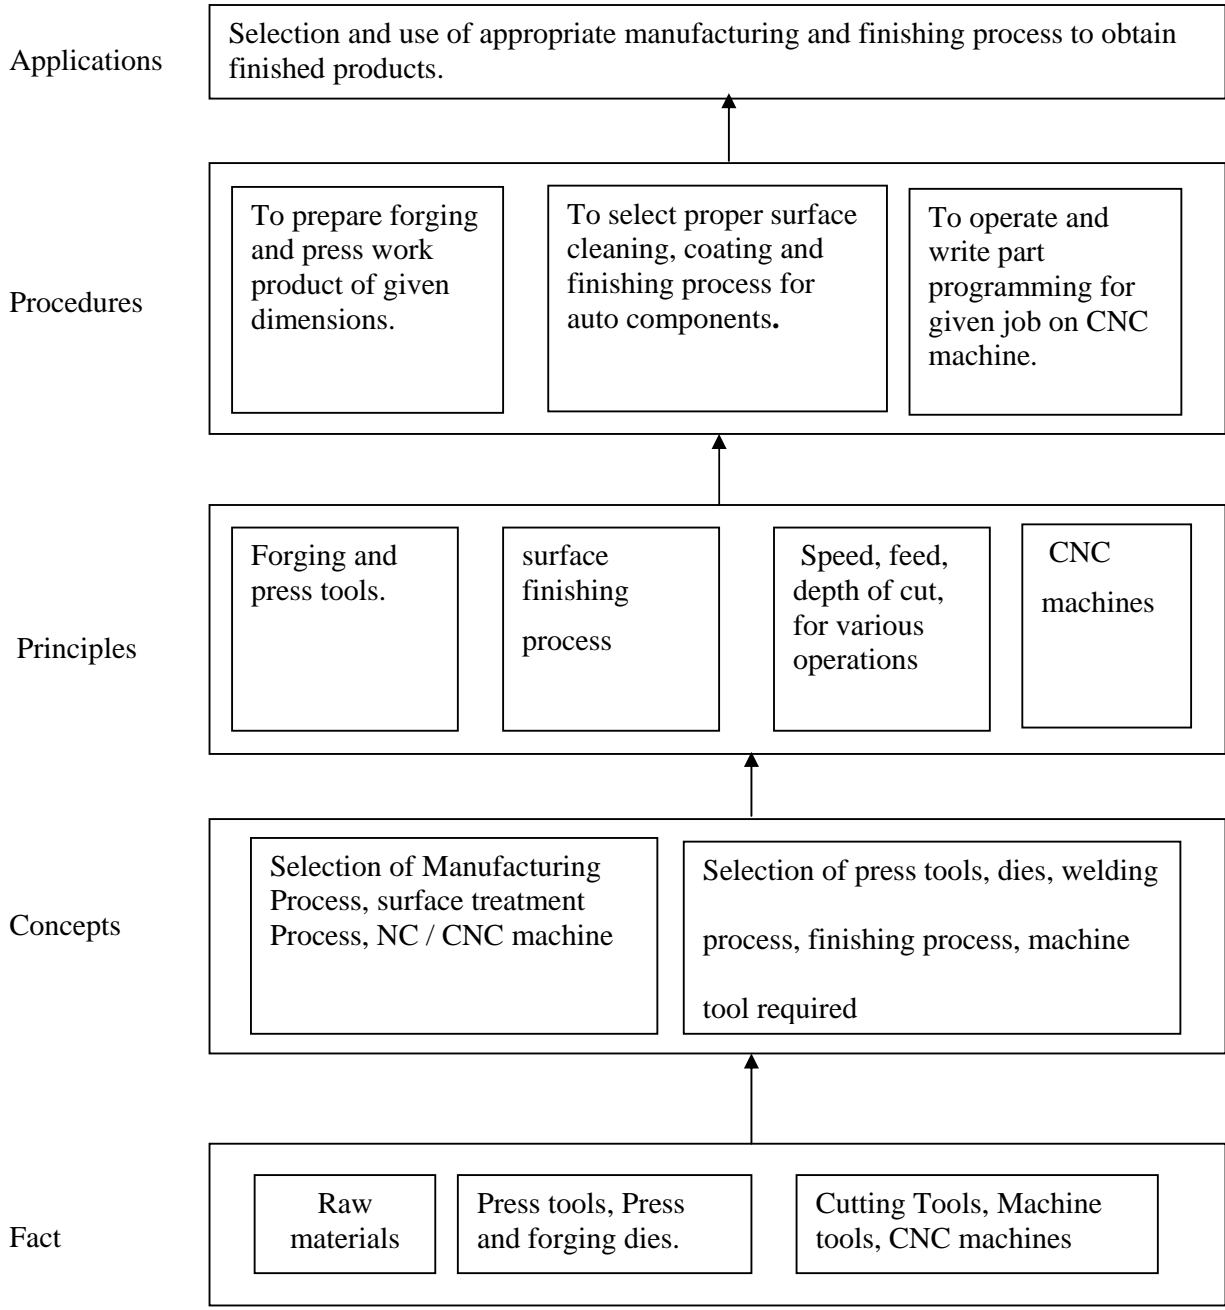 Applications
Selection and use of appropriate manufacturing and finishing process to obtain
finished products.
Procedures
To prepare forging
and press work
product of given
dimensions.
To select proper surface
cleaning, coating and
finishing process for
auto components.
To operate and
write part
programming for
given job on CNC
machine.
Principles
Forging and
press tools.
surface
finishing
process
Speed, feed,
depth of cut,
for various
operations
CNC
machines
Concepts
Selection of Manufacturing
Process, surface treatment
Process, NC / CNC machine
Selection of press tools, dies, welding
process, finishing process, machine
tool required
Fact
Raw
materials
Press tools, Press
and forging dies.
Cutting Tools, Machine
tools, CNC machines